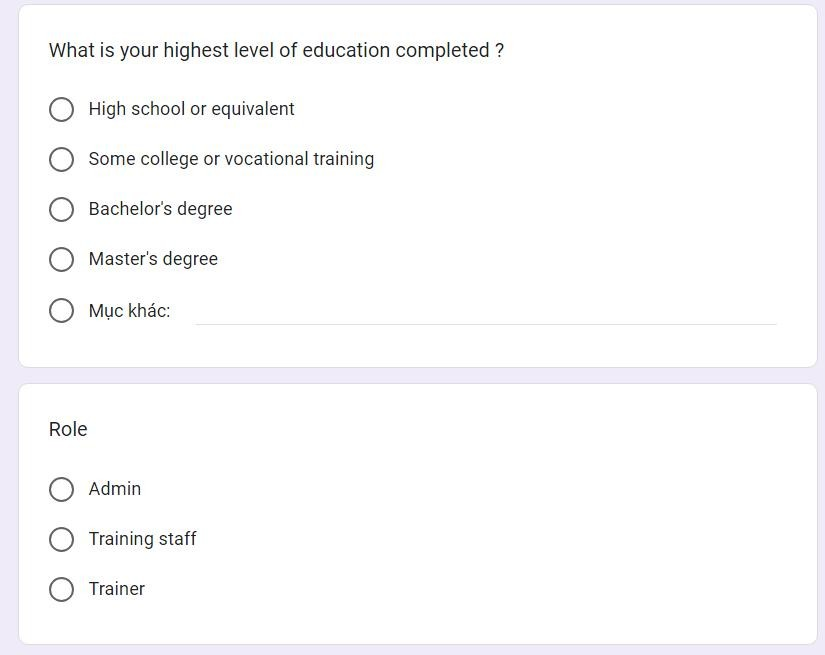 What is your highest level of education completed ?
High school or equivalent
Some college or vocational training
Bachelor's degree
Master's degree
Mục khác:
Role
Admin
Training staff
Trainer